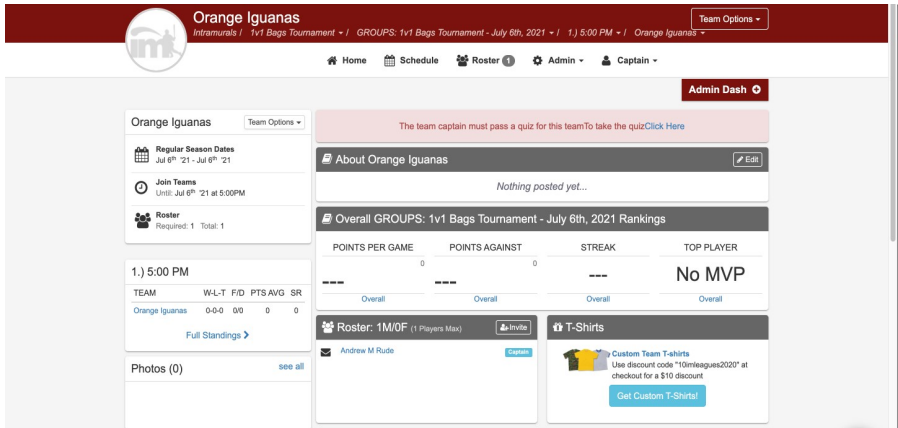 Orange Iguanas
Team Options
Intramurals / 1v1 Bags Tournament / GROUPS: 1v1 Bags Tournament - July 6th, 2021 / 1.) 5:00 PM / Orange Iguanas
im
Home Schedule Roster 1 Admin Captain
Admin Dash
Orange Iguanas Team Options
Regular Season Dates
Jul 6th '21 - Jul 6th '21
Join Teams
Until: Jul 6th '21 at 5:00PM
Roster
Required: 1 Total: 1
1.) 5:00 PM
TEAM W-L-T F/D PTS AVG SR
Orange Iguanas 0-0-0 0/0 0 0
Full Standings
Photos (0) see all
The team captain must pass a quiz for this teamTo take the quizClick Here
About Orange Iguanas Edit
Nothing posted yet...
Overall GROUPS: 1v1 Bags Tournament - July 6th, 2021 Rankings
POINTS PER GAME POINTS AGAINST STREAK TOP PLAYER
0 0
--- --- --- No MVP
Overall Overall Overall Overall
Roster: 1M/0F (1 Players Max) Invite
Andrew M Rude Captain
T-Shirts
Custom Team T-shirts
Use discount code "10imleagues2020" at
checkout for a $10 discount
Get Custom T-Shirts!